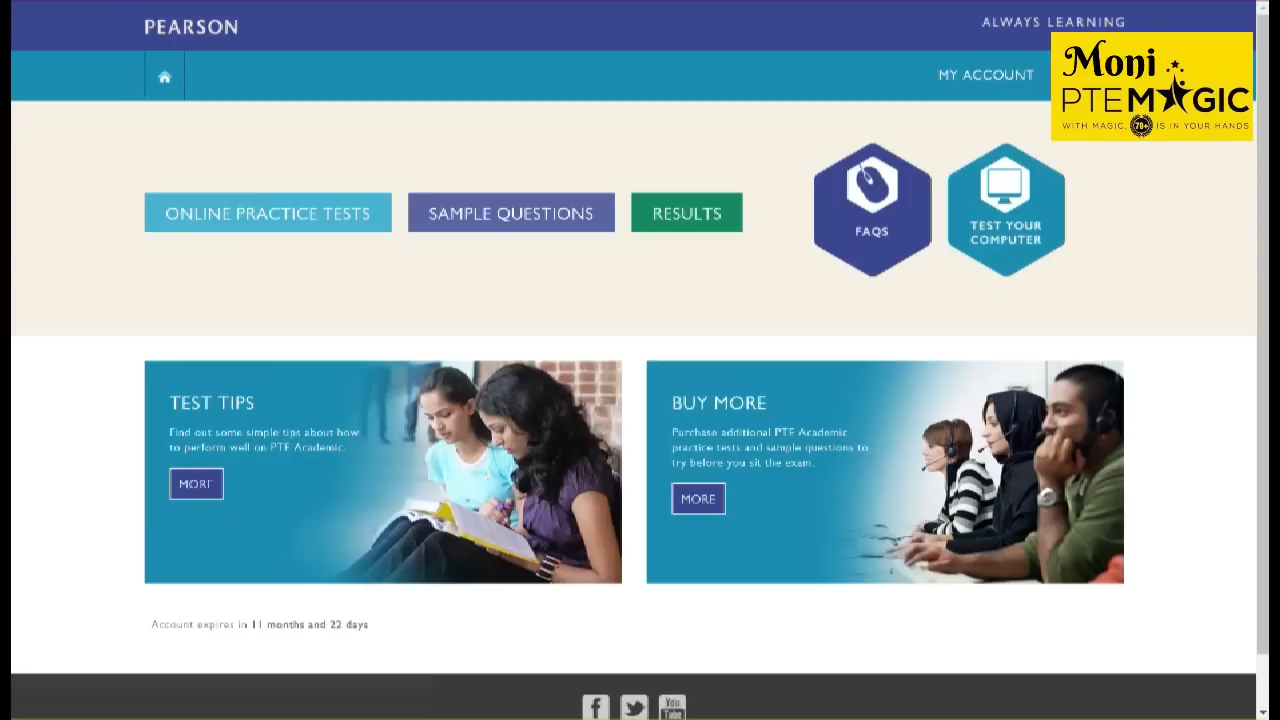 PEARSON
ALWAYS LEARNING
MY ACCOUNT
Moni
PTE MAGIC
WITH MAGIC, 79+ IS IN YOUR HANDS
ONLINE PRACTICE TESTS
SAMPLE QUESTIONS
RESULTS
FAQS
TEST YOUR
COMPUTER
TEST TIPS
Find out some simple tips about how
to perform well on PTE Academic.
MORE
BUY MORE
Purchase additional PTE Academic
practice tests and sample questions to
try before you sit the exam.
MORE
Account expires in 11 months and 22 days
f
You
Tube